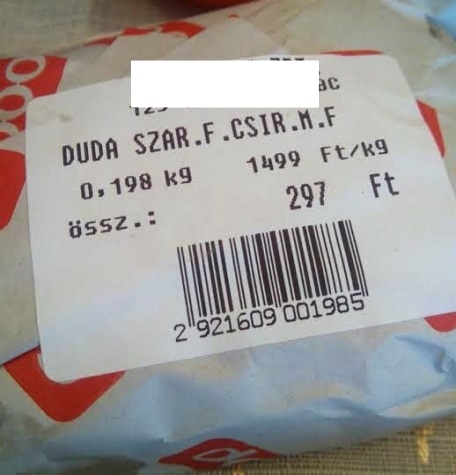 DUDA SZAR.F.CSIR.M.F
0,198 kg 1499 Ft/kg
össz.: 297 Ft
2 921609 001985